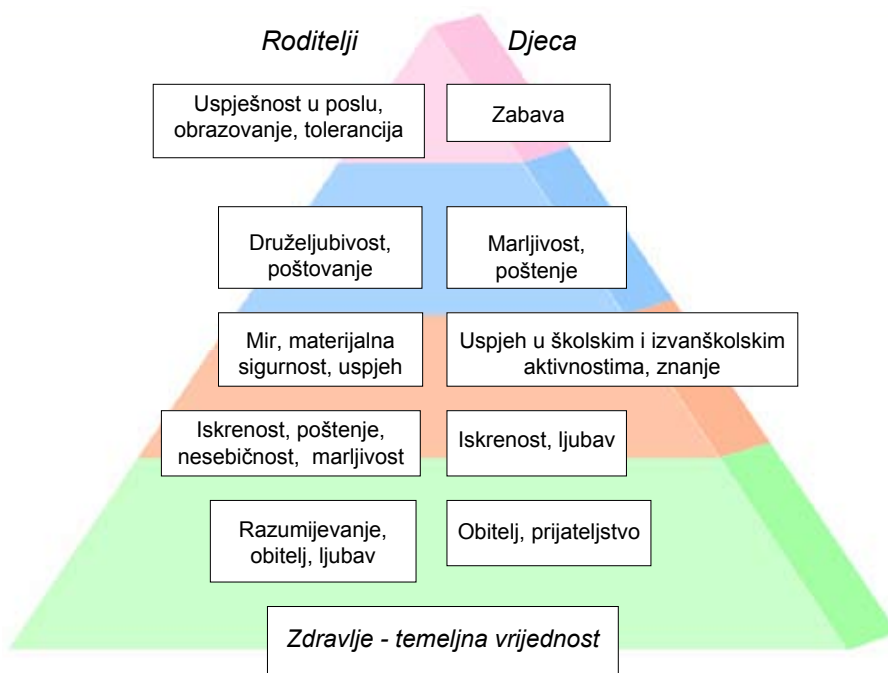 Roditelji
Djeca
Uspješnost u poslu,
obrazovanje, tolerancija
Zabava
Druželjubivost,
poštovanje
Marljivost,
poštenje
Mir, materijalna
sigurnost, uspjeh
Uspjeh u školskim i izvanškolskim
aktivnostima, znanje
Iskrenost, poštenje,
nesebičnost, marljivost
Iskrenost, ljubav
Razumijevanje,
obitelj, ljubav
Obitelj, prijateljstvo
Zdravlje - temeljna vrijednost